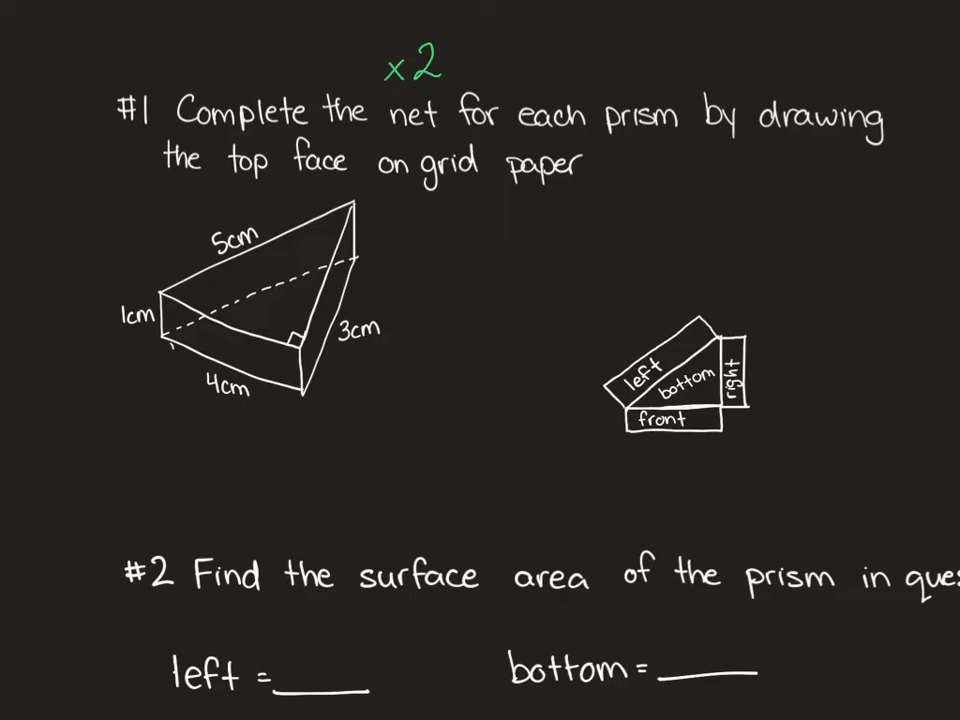 x2
#1 Complete the net for each prism by drawing
the top face on grid paper
5cm
1cm
3cm
4cm
left
bottom
right
front
#2 Find the surface area of the prism in ques
left = ____
bottom = ____